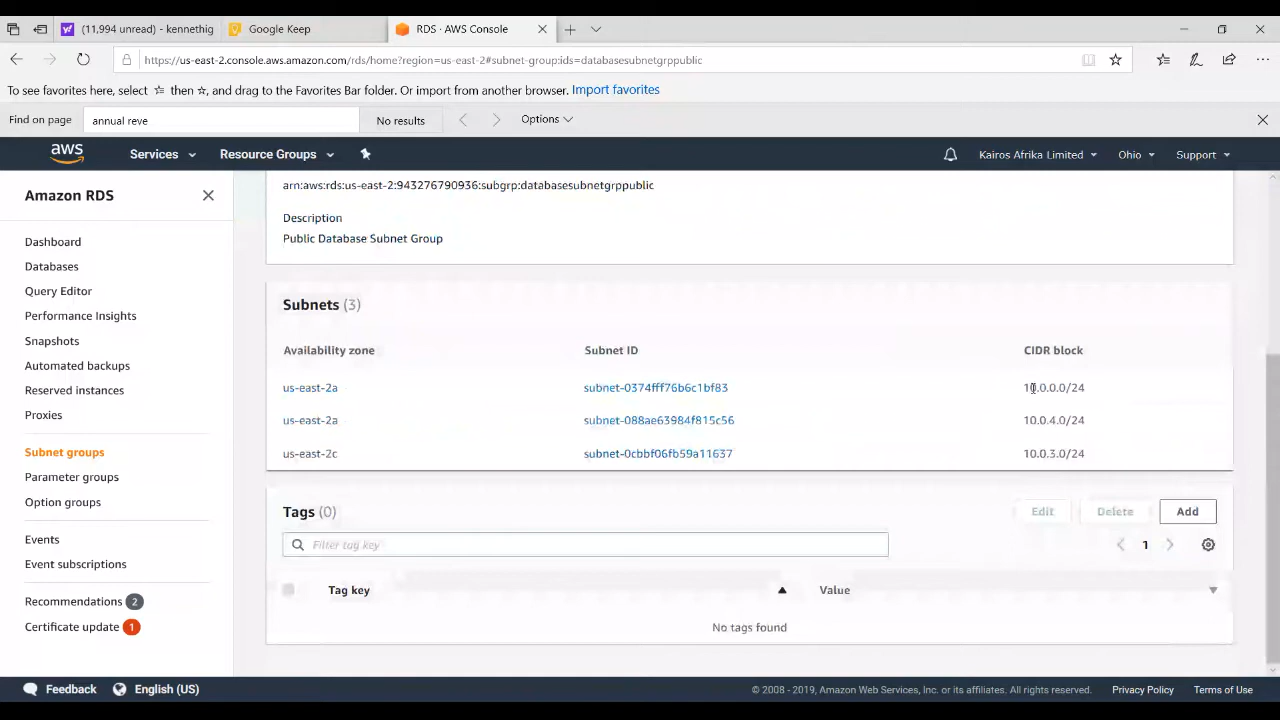 (11,994 unread) - kennethig
Google Keep
RDS · AWS Console
https://us-east-2.console.aws.amazon.com/rds/home?region=us-east-2#subnet-group:ids=databasesubnetgrppublic
To see favorites here, select ☆ then ☆, and drag to the Favorites Bar folder. Or import from another browser. Import favorites
Find on page annual reve No results Options
aws Services Resource Groups Kairos Afrika Limited Ohio Support
Amazon RDS
Dashboard
Databases
Query Editor
Performance Insights
Snapshots
Automated backups
Reserved instances
Proxies
Subnet groups
Parameter groups
Option groups
Events
Event subscriptions
Recommendations 2
Certificate update 1
arn:aws:rds:us-east-2:943276790936:subgrp:databasesubnetgrppublic
Description
Public Database Subnet Group
Subnets (3)
Availability zone Subnet ID CIDR block
us-east-2a subnet-0374fff76b6c1bf83 10.0.0.0/24
us-east-2a subnet-088ae63984f815c56 10.0.4.0/24
us-east-2c subnet-0cbbf06fb59a11637 10.0.3.0/24
Tags (0) Edit Delete Add
Filter tag key 1
Tag key Value
No tags found
Feedback English (US) © 2008 - 2019, Amazon Web Services, Inc. or its affiliates. All rights reserved. Privacy Policy Terms of Use